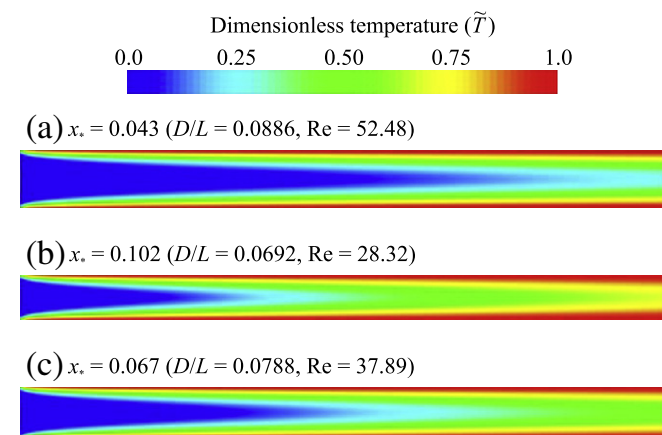 Dimensionless temperature (T̃)
0.0 0.25 0.50 0.75 1.0
(a) x* = 0.043 (D/L = 0.0886, Re = 52.48)
(b) x* = 0.102 (D/L = 0.0692, Re = 28.32)
(c) x* = 0.067 (D/L = 0.0788, Re = 37.89)